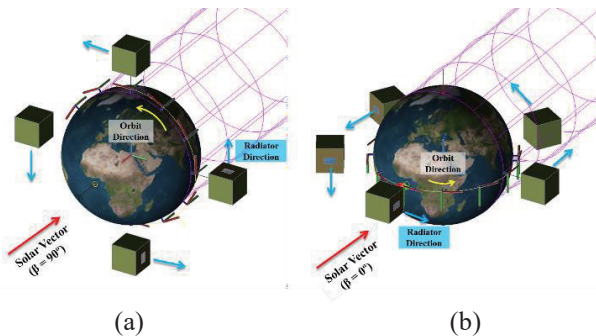 Orbit
Direction
Radiator
Direction
Solar Vector
(β = 90°)
Orbit
Direction
Radiator
Direction
Solar Vector
(β = 0°)
(a)
(b)